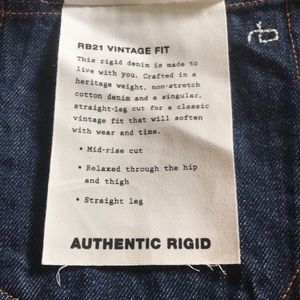 RB21 VINTAGE FIT
This rigid denim is made to
live with you. Crafted in a
heritage weight, non-stretch
cotton denim and a singular,
straight-leg cut for a classic
vintage fit that will soften
with wear and time.
• Mid-rise cut
• Relaxed through the hip
and thigh
• Straight leg
AUTHENTIC RIGID